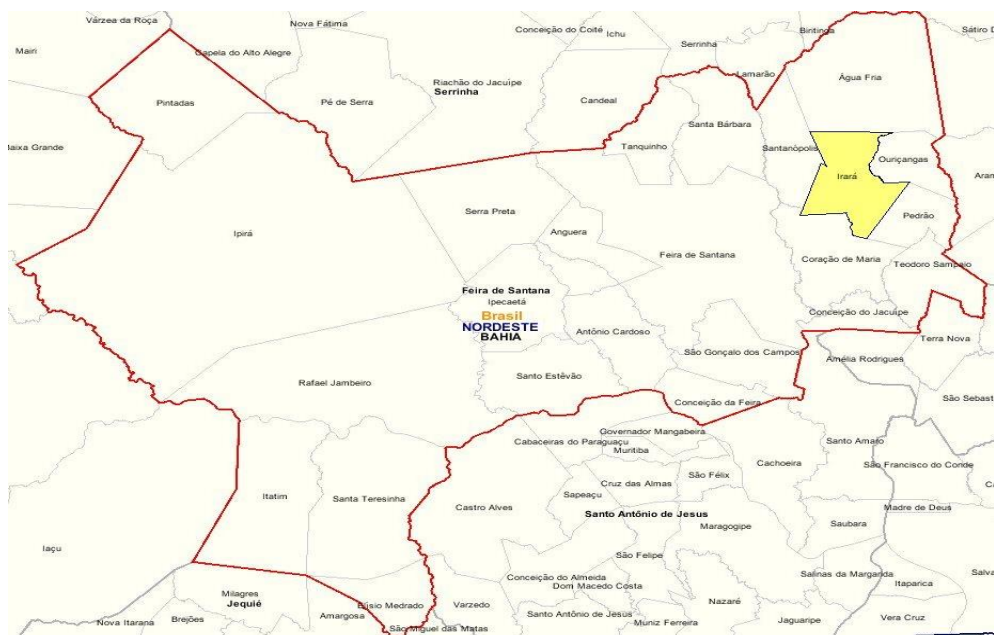 Várzea da Roça
Nova Fátima
Conceição do Coité
Ichu
Biritinga
Sátiro D
Mairi
Capela do Alto Alegre
Serrinha
Riachão do Jacuípe
Serrinha
Lamarão
Água Fria
Pintadas
Pé de Serra
Candeal
Santa Bárbara
Baixa Grande
Tanquinho
Santanópolis
Ouriçangas
Irará
Aram
Serra Preta
Pedrão
Ipirá
Anguera
Feira de Santana
Coração de Maria
Teodoro Sampaio
Feira de Santana
Ipecaetá
Brasil
NORDESTE
BAHIA
Conceição do Jacuípe
Antônio Cardoso
Terra Nova
São Gonçalo dos Campos
Amélia Rodrigues
Santo Estêvão
Rafael Jambeiro
São Sebast
Conceição da Feira
Governador Mangabeira
Cabaceiras do Paraguaçu
Muritiba
Santo Amaro
Cachoeira
São Francisco do Conde
São Félix
Cruz das Almas
Itatim
Santa Teresinha
Sapeaçu
Castro Alves
Madre de Deus
Santo Antônio de Jesus
Maragogipe
Saubara
Iaçu
São Felipe
Conceição do Almeida
Salinas da Margarida
Dom Macedo Costa
Itaparica
Salva
Milagres
Jequié
Elísio Medrado
Varzedo
Nazaré
Nova Itarana
Brejões
Amargosa
Santo Antônio de Jesus
Muniz Ferreira
Jaguaripe
Vera Cruz
São Miguel das Matas